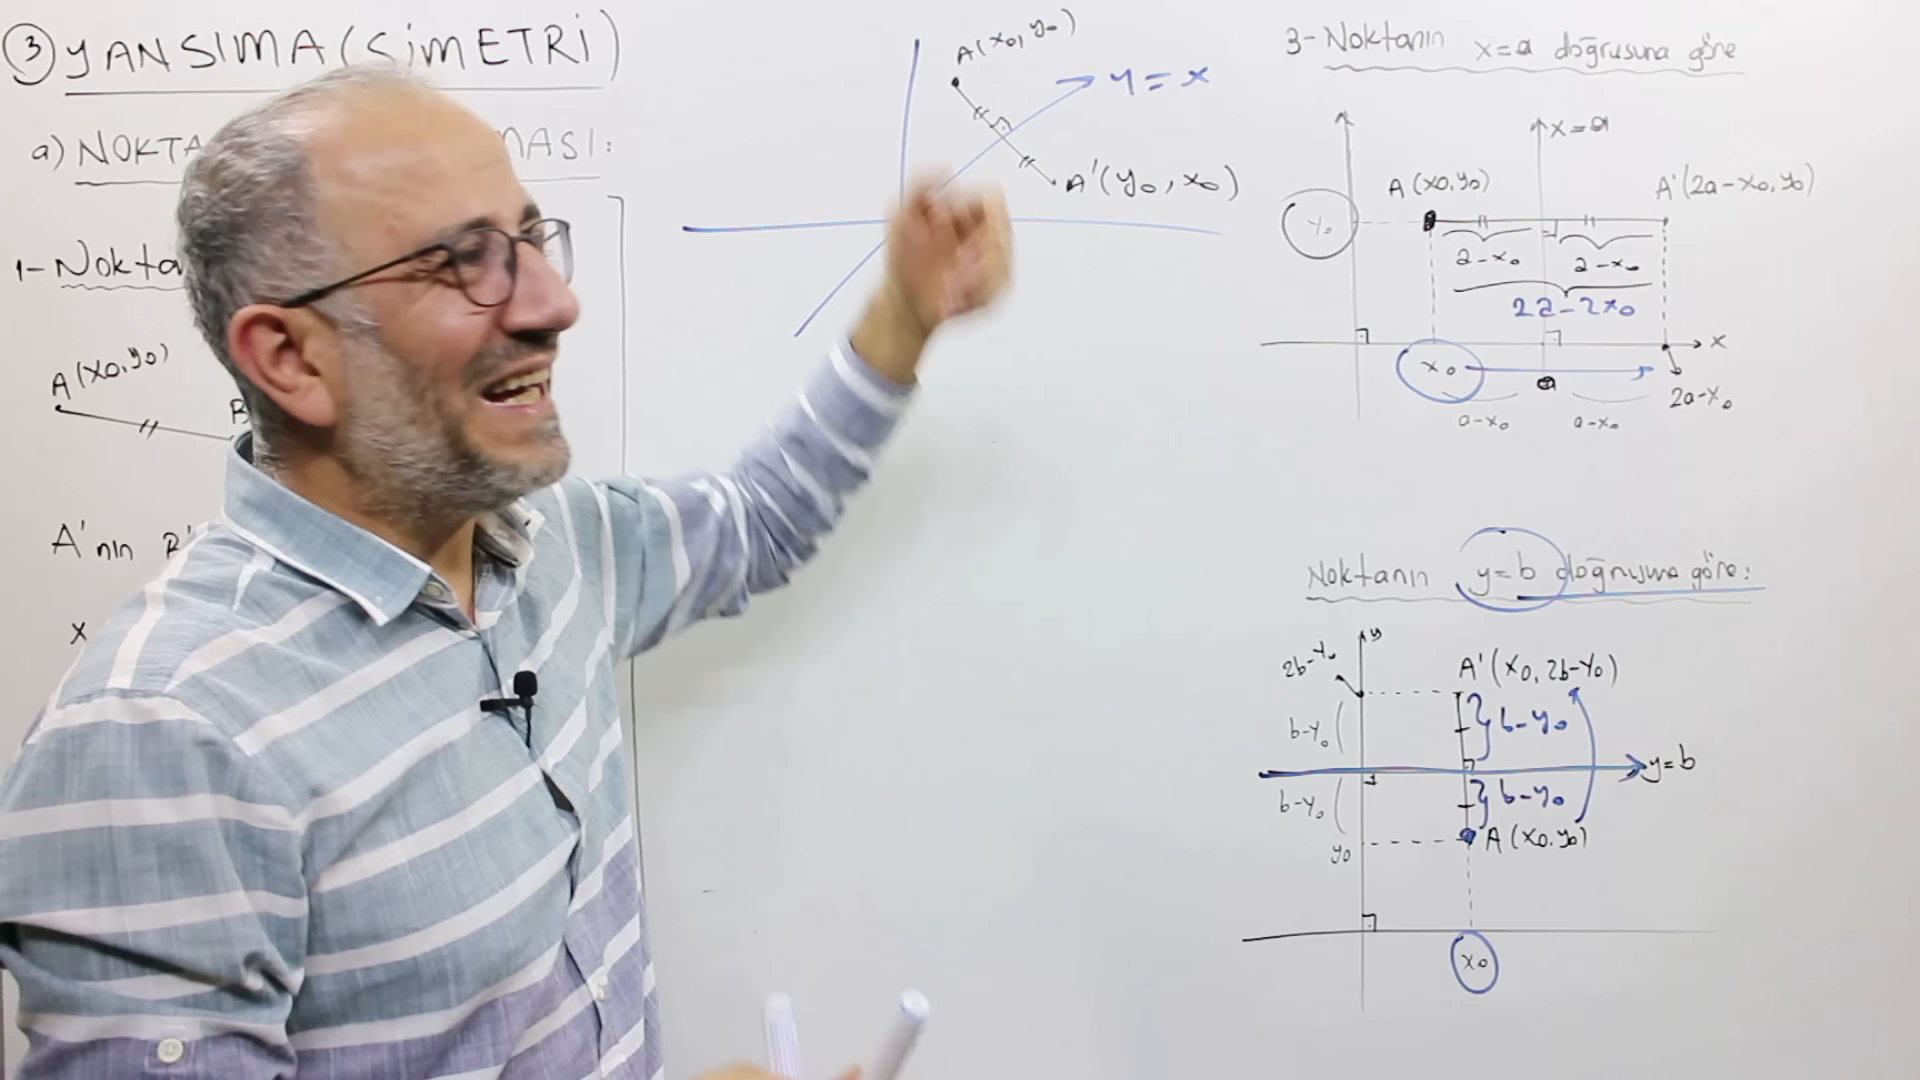 ③ YANSIMA (SİMETRİ)
a) NOKTA
MASI:
1- Nokta
A(x₀,y₀)
B
A'nın B'
x
A(x₀,y₀)
y=x
A'(y₀,x₀)
3- Noktanın x=a doğrusuna göre
x=a
A(x₀,y₀)
A'(2a-x₀,y₀)
y₀
a-x₀ a-x₀
2a-2x₀
x₀
a
x
2a-x₀
a-x₀ a-x₀
Noktanın y=b doğrusuna göre:
y
2b-y₀
A'(x₀,2b-y₀)
b-y₀
b-y₀
y=b
b-y₀
b-y₀
A(x₀,y₀)
y₀
x₀